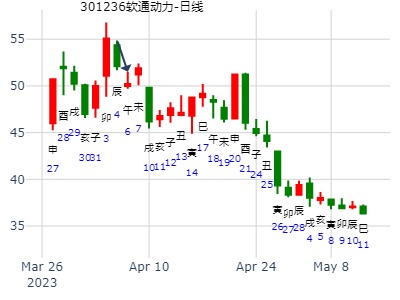 301236软通动力-日线
55
50
45
40
35
申 酉 戌 亥 子 卯 辰 午 未 戌 亥 子 丑 寅 巳 午 未 申 酉 子 丑 寅 卯 辰 戌 亥 寅 卯 辰 巳
27 28 29 30 31 3 4 6 7 10 11 12 13 14 17 18 19 20 21 24 25 26 27 28 4 5 8 9 10 11
Mar 26 Apr 10 Apr 24 May 8
2023